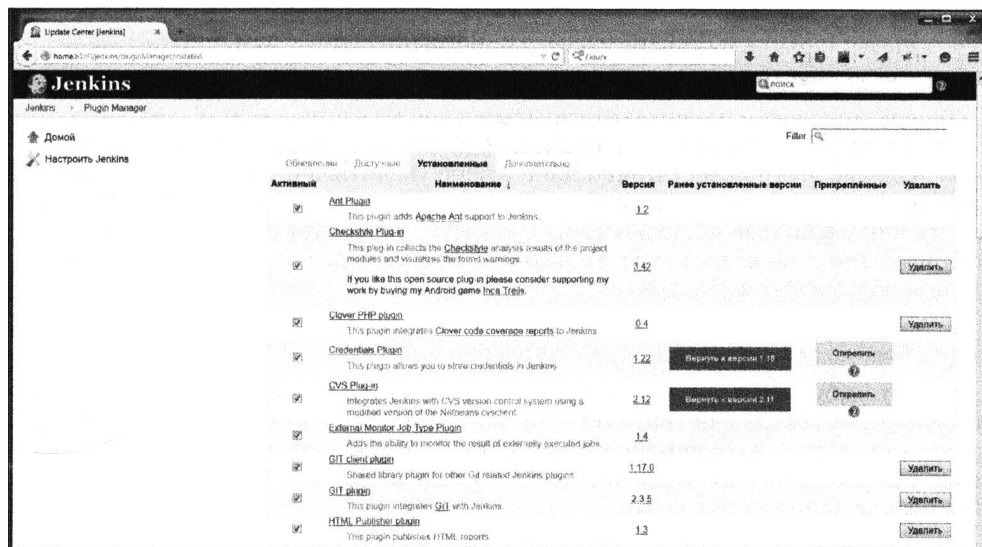 Update Center [Jenkins]
Jenkins
поиск
Jenkins
Plugin Manager
Домой
Настроить Jenkins
Filter
Обновления
Доступные
Установленные
Дополнительно
Активный
Наименование ↓
Версия
Ранее установленные версии
Прикреплённые
Удалить
Ant Plugin
This plugin adds Apache Ant support to Jenkins.
1.2
Checkstyle Plug-in
This plug-in collects the Checkstyle analysis results of the project
modules and visualizes the found warnings.
If you like this open source plug-in please consider supporting my
work by buying my Android game Inca Trails.
3.42
Удалить
Clover PHP plugin
This plugin integrates Clover code coverage reports to Jenkins
0.4
Удалить
Credentials Plugin
This plugin allows you to store credentials in Jenkins
1.22
Вернуть к версии
Открепить
CVS Plug-in
Integrates Jenkins with CVS version control system using a
modified version of the Netbeans cvsclient
2.12
Вернуть к версии 2.11
Открепить
External Monitor Job Type Plugin
Adds the ability to monitor the result of externally executed jobs.
1.4
GIT client plugin
Shared library plugin for other Git related Jenkins plugins
1.17.0
Удалить
GIT plugin
This plugin integrates GIT with Jenkins.
2.3.5
Удалить
HTML Publisher plugin
This plugin publishes HTML reports.
1.3
Удалить